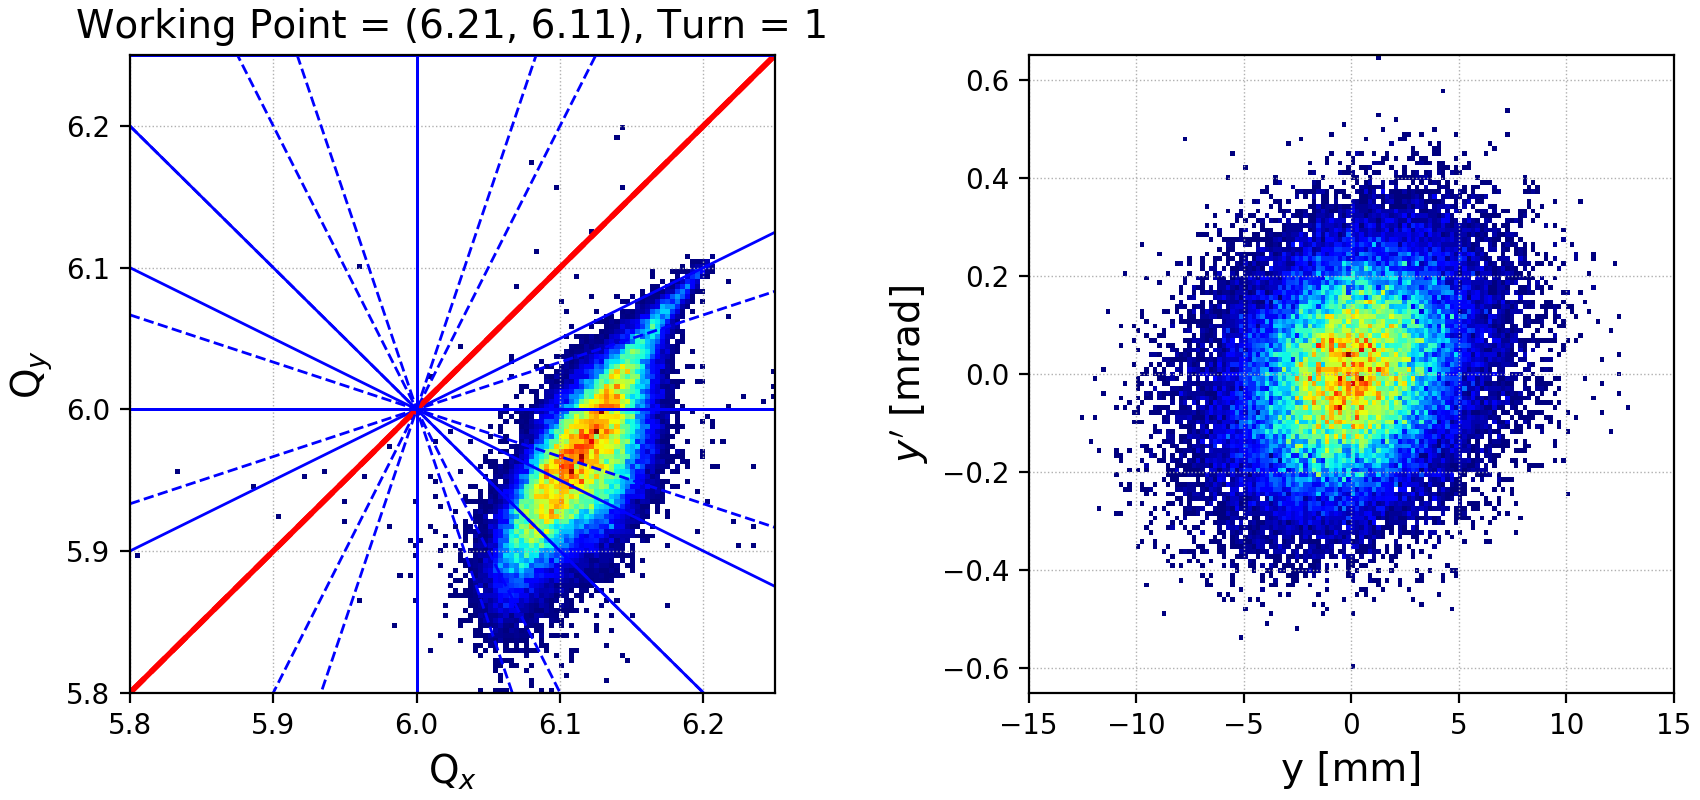 Working Point = (6.21, 6.11), Turn = 1
6.2
6.1
6.0
5.9
5.8
Qy
5.8 5.9 6.0 6.1 6.2
Qx
0.6
0.4
0.2
0.0
−0.2
−0.4
−0.6
y′ [mrad]
−15 −10 −5 0 5 10 15
y [mm]